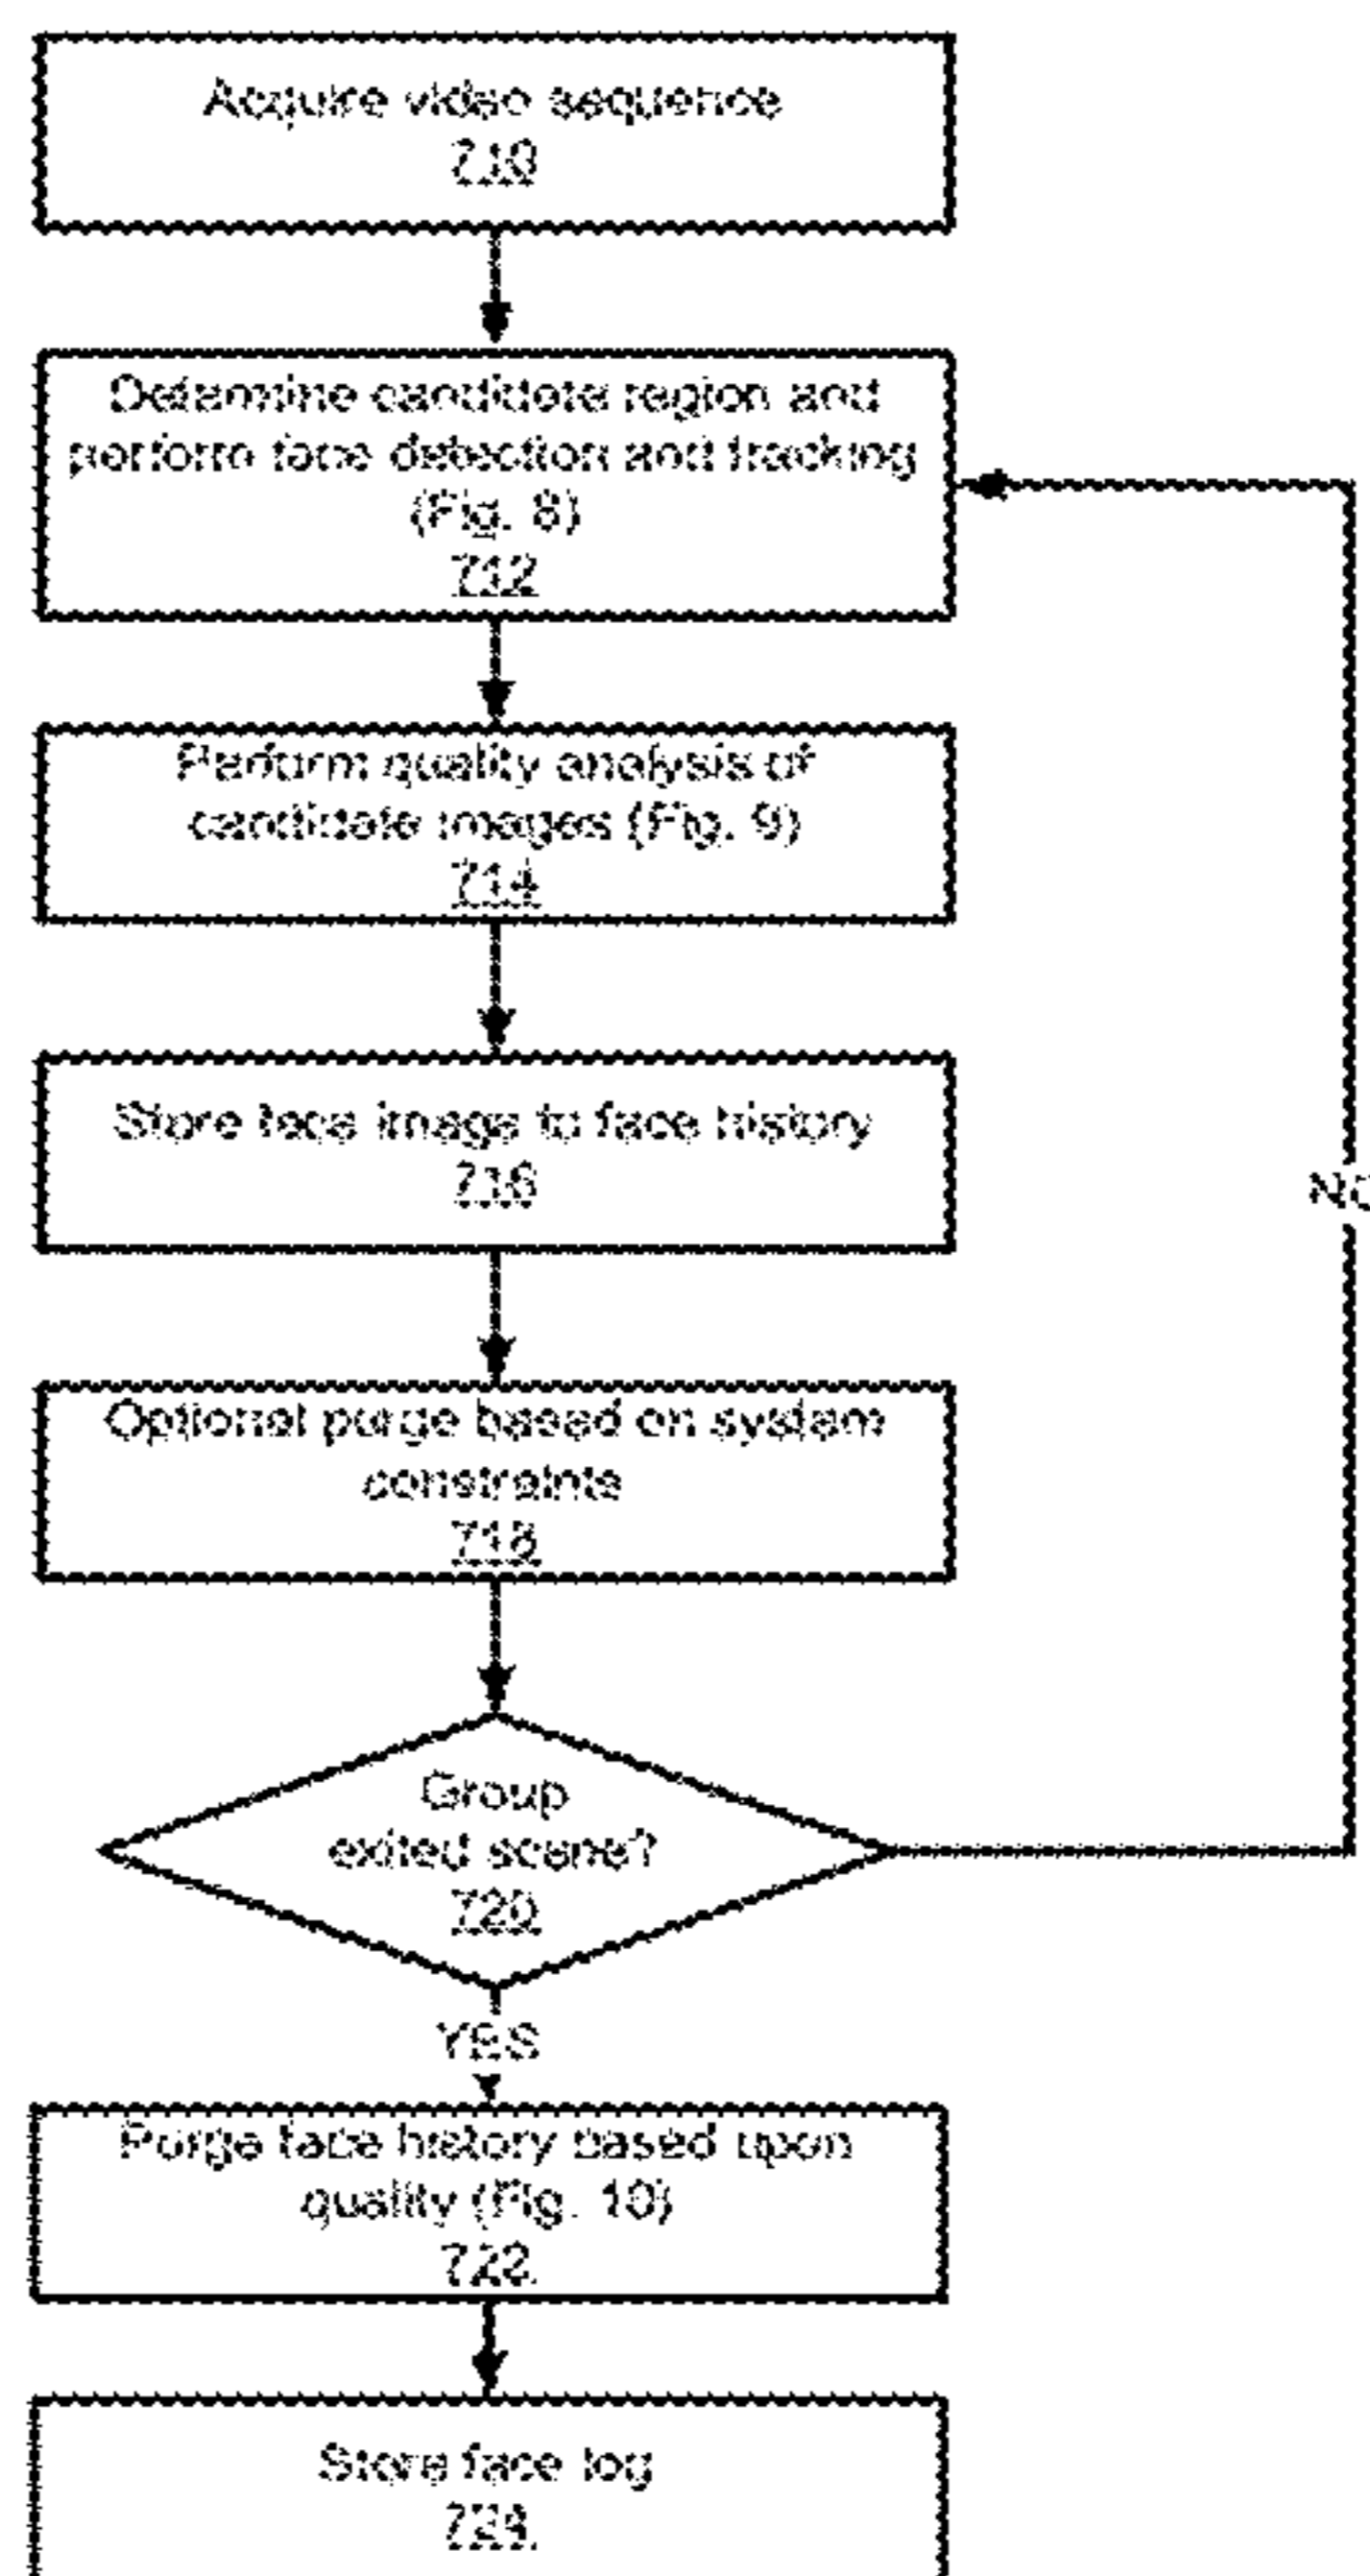 Acquire video sequence
710
Determine candidate region and
perform face detection and tracking
(Fig. 8)
712
Perform quality analysis of
candidate images (Fig. 9)
714
Store face image to face history
716
Optional purge based on system
constraints
718
Group
exited scene?
720
NO
YES
Purge face history based upon
quality (Fig. 10)
722
Store face log
724